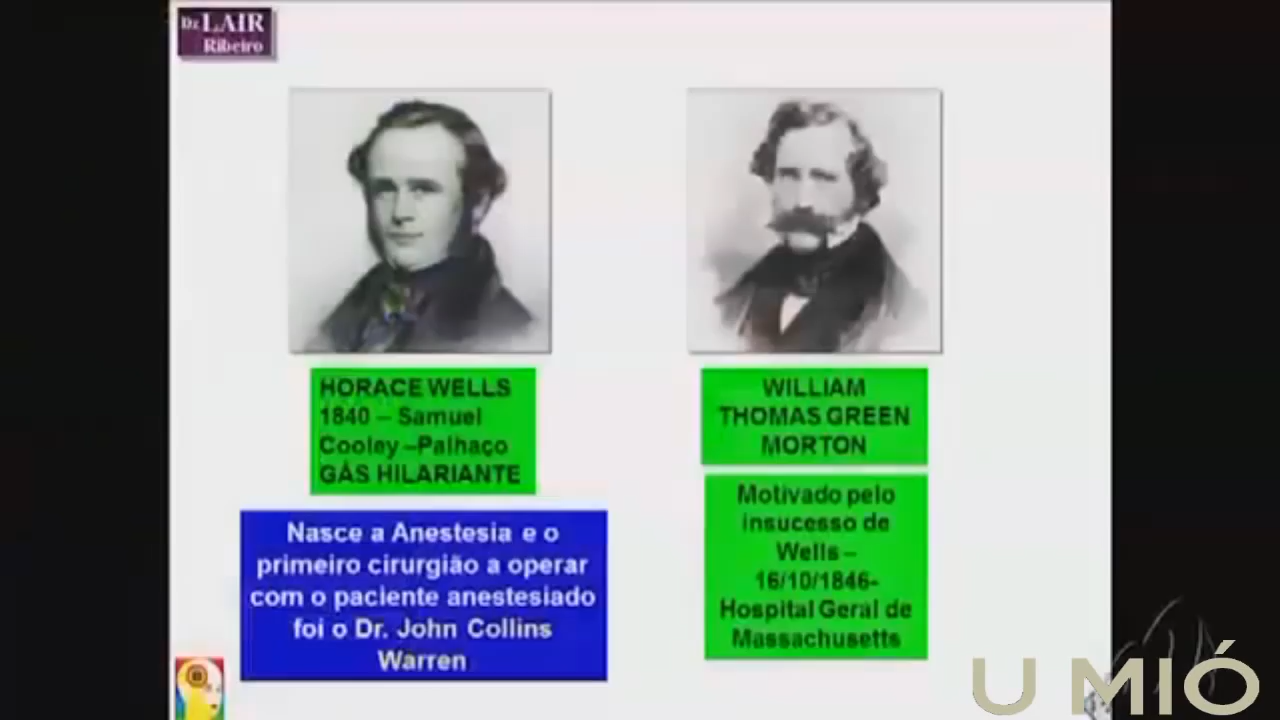 Dr. LAIR
Ribeiro
HORACE WELLS
1840 – Samuel
Cooley –Palhaço
GÁS HILARIANTE
Nasce a Anestesia e o
primeiro cirurgião a operar
com o paciente anestesiado
foi o Dr. John Collins
Warren
WILLIAM
THOMAS GREEN
MORTON
Motivado pelo
insucesso de
Wells –
16/10/1846-
Hospital Geral de
Massachusetts
U MIÓ